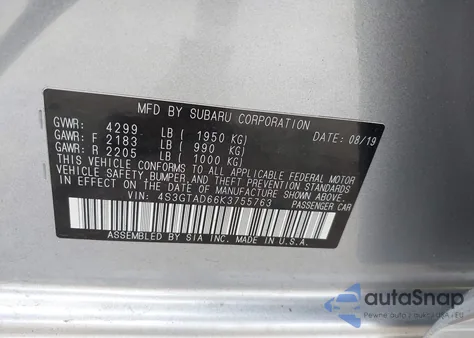 MFD BY SUBARU CORPORATION
GVWR: 4299 LB ( 1950 KG) DATE: 08/19
GAWR: F 2183 LB ( 990 KG)
GAWR: R 2205 LB ( 1000 KG)
THIS VEHICLE CONFORMS TO ALL APPLICABLE FEDERAL MOTOR
VEHICLE SAFETY, BUMPER, AND THEFT PREVENTION STANDARDS
IN EFFECT ON THE DATE OF MANUFACTURE SHOWN ABOVE.
VIN: 4S3GTAD66K3755763 PASSENGER CAR
ASSEMBLED BY SIA INC. MADE IN U.S.A.
autoSnap